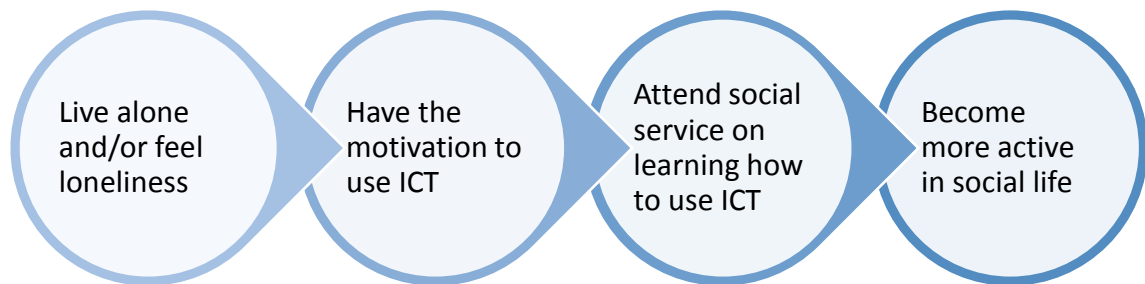 Live alone
and/or feel
loneliness
Have the
motivation to
use ICT
Attend social
service on
learning how
to use ICT
Become
more active
in social life